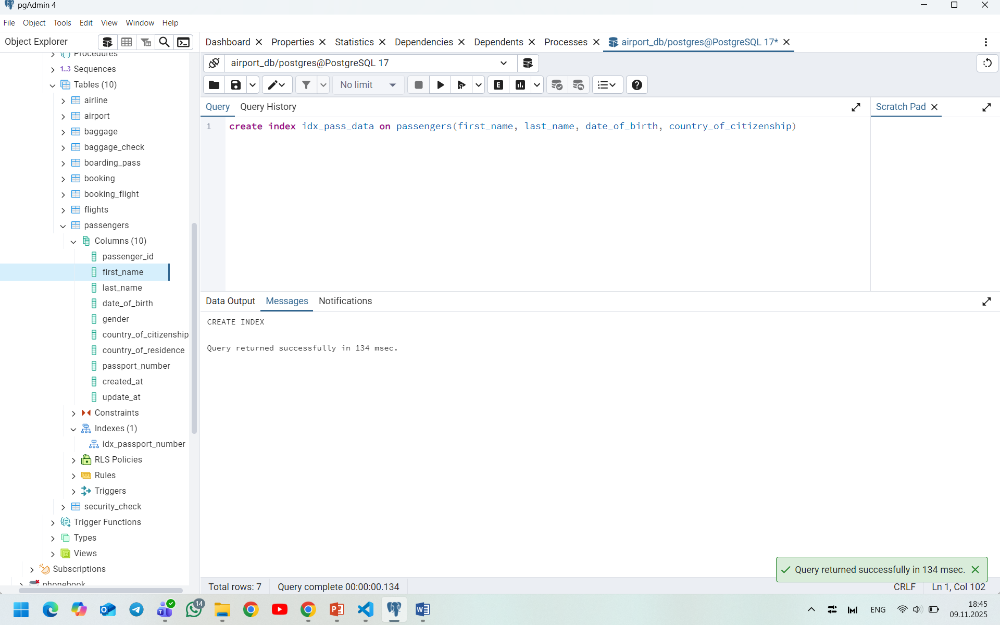 pgAdmin 4
File Object Tools Edit View Window Help
Object Explorer
Dashboard Properties Statistics Dependencies Dependents Processes airport_db/postgres@PostgreSQL 17*
airport_db/postgres@PostgreSQL 17
No limit
E
Query Query History
Scratch Pad
1 create index idx_pass_data on passengers(first_name, last_name, date_of_birth, country_of_citizenship)
Procedures
1..3 Sequences
Tables (10)
airline
airport
baggage
baggage_check
boarding_pass
booking
booking_flight
flights
passengers
Columns (10)
passenger_id
first_name
last_name
date_of_birth
gender
country_of_citizenship
country_of_residence
passport_number
created_at
update_at
Constraints
Indexes (1)
idx_passport_number
RLS Policies
Rules
Triggers
security_check
Trigger Functions
Types
Views
Subscriptions
phonebook
Data Output Messages Notifications
CREATE INDEX
Query returned successfully in 134 msec.
Query returned successfully in 134 msec.
Total rows: 7 Query complete 00:00:00.134 CRLF Ln 1, Col 102
14
ENG
18:45
09.11.2025